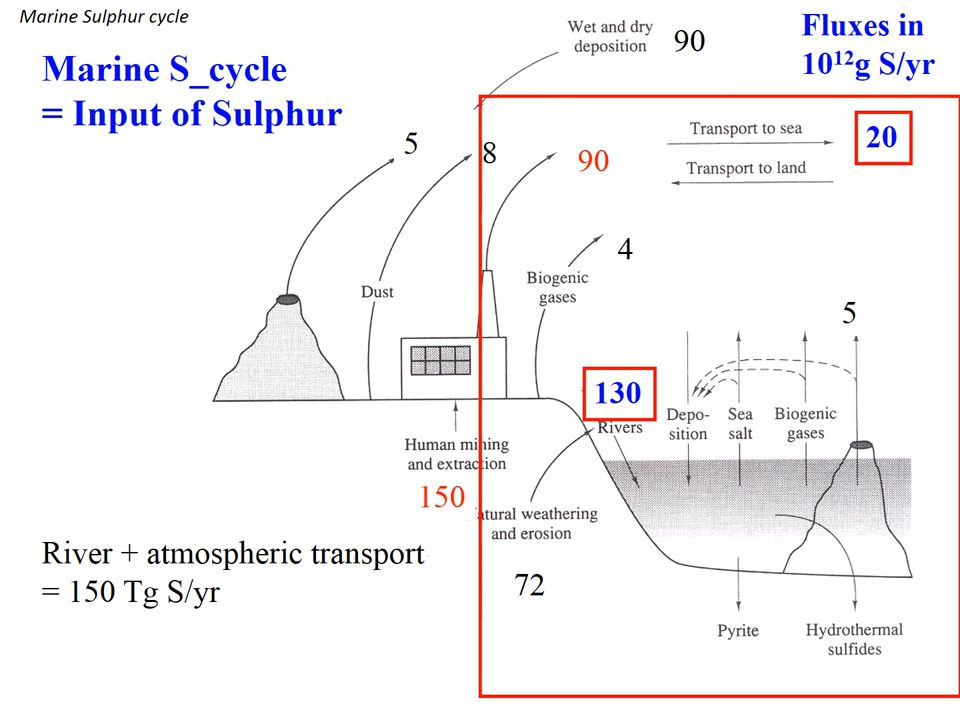 Marine Sulphur cycle
Marine S_cycle
= Input of Sulphur
Wet and dry
deposition
90
Fluxes in
10¹²g S/yr
5
8
90
Transport to sea
20
Transport to land
4
Biogenic
gases
Dust
5
130
Rivers
Depo-
sition
Sea
salt
Biogenic
gases
Human mining
and extraction
150
atural weathering
and erosion
72
River + atmospheric transport
= 150 Tg S/yr
Pyrite
Hydrothermal
sulfides